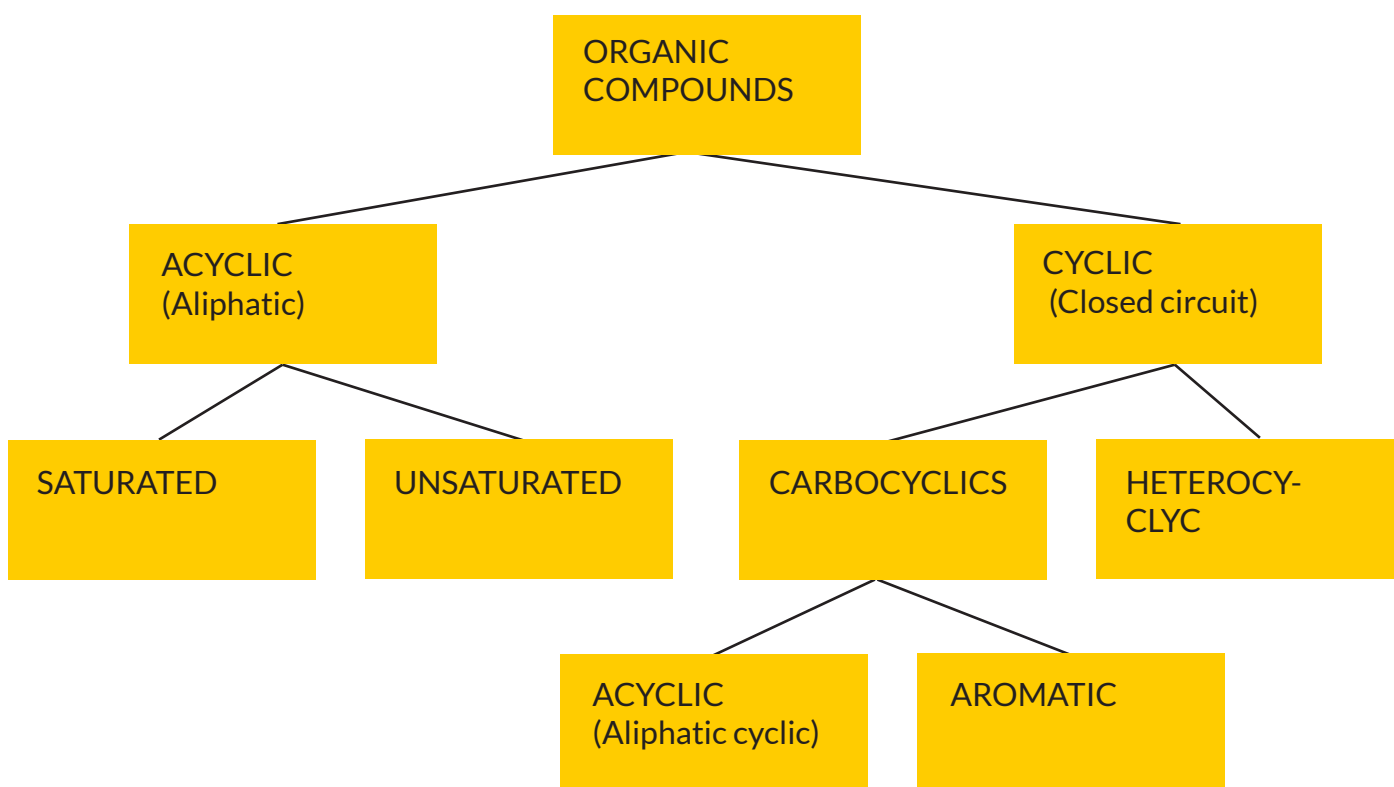 ORGANIC
COMPOUNDS
ACYCLIC
(Aliphatic)
CYCLIC
(Closed circuit)
SATURATED
UNSATURATED
CARBOCYCLICS
HETEROCY-
CLYC
ACYCLIC
(Aliphatic cyclic)
AROMATIC